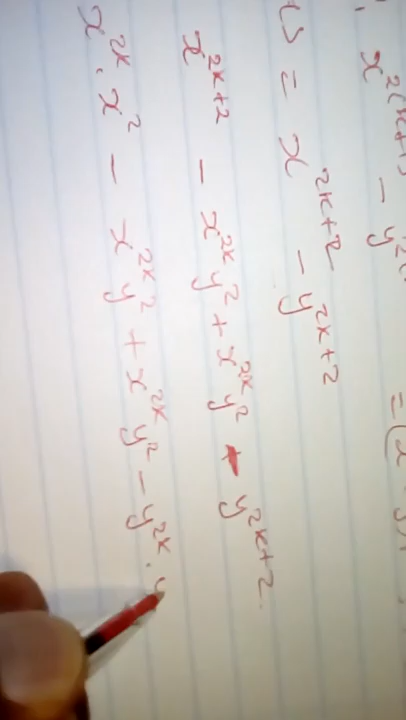 x^{2(k+1)} - y^{2( = (x
LS = x^{2k+2} - y^{2k+2}
x^{2k+2} - x^{2k}y^2 + x^{2k}y^2 - y^{2k+2}.
x^{2k} . x^2 - x^{2k}y^2 + x^{2k}y^2 - y^{2k} .